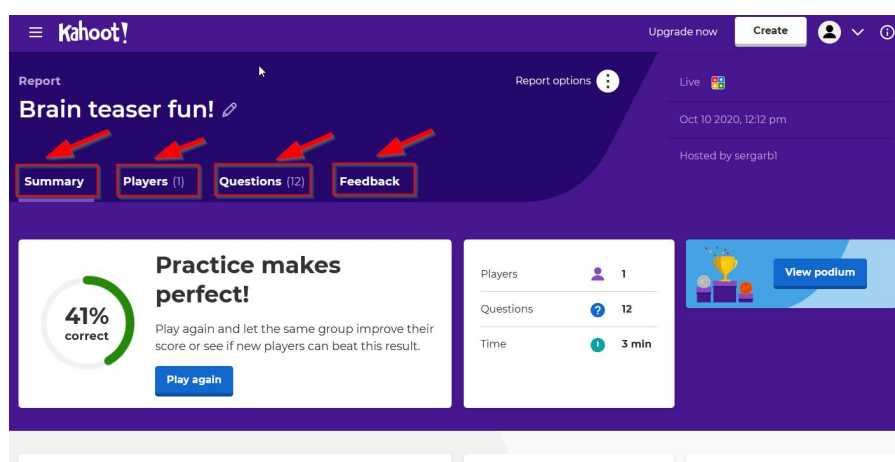 Kahoot!
Upgrade now
Create
Report
Report options
Live
Brain teaser fun!
Oct 10 2020, 12:12 pm
Hosted by sergarb1
Summary
Players (1)
Questions (12)
Feedback
41%
correct
Practice makes
perfect!
Play again and let the same group improve their
score or see if new players can beat this result.
Play again
Players 1
Questions 12
Time 3 min
View podium